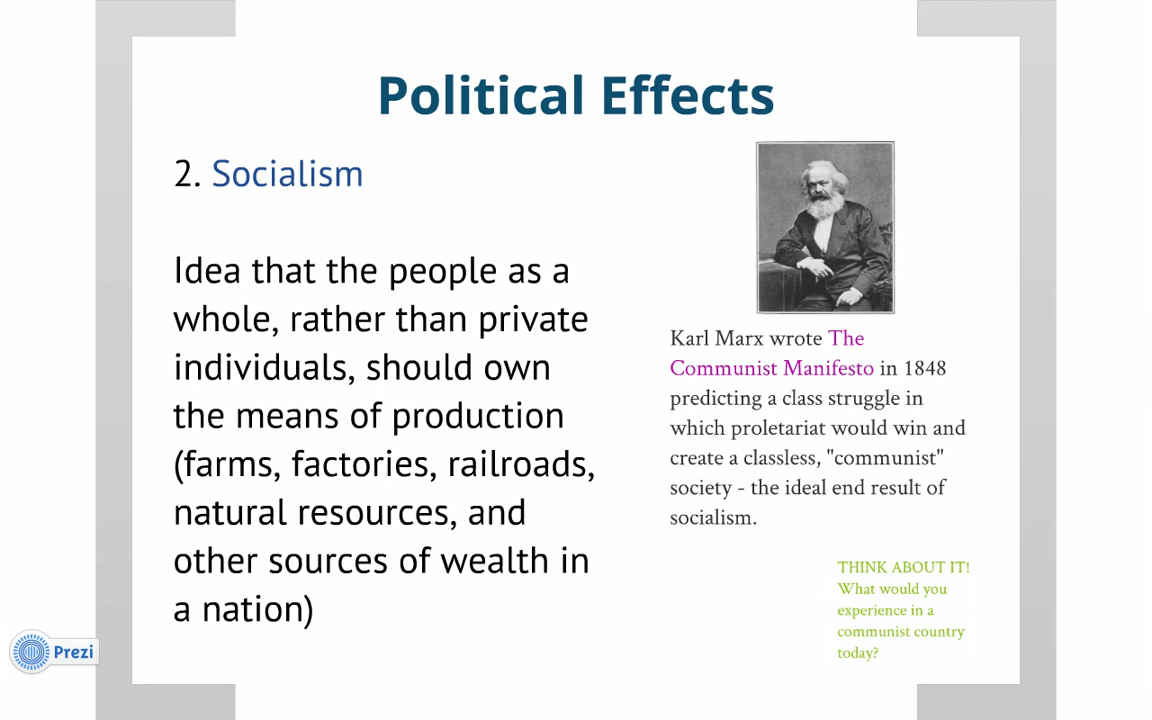 Political Effects
2. Socialism
Idea that the people as a
whole, rather than private
individuals, should own
the means of production
(farms, factories, railroads,
natural resources, and
other sources of wealth in
a nation)
Karl Marx wrote The
Communist Manifesto in 1848
predicting a class struggle in
which proletariat would win and
create a classless, "communist"
society - the ideal end result of
socialism.
THINK ABOUT IT!
What would you
experience in a
communist country
today?
Prezi